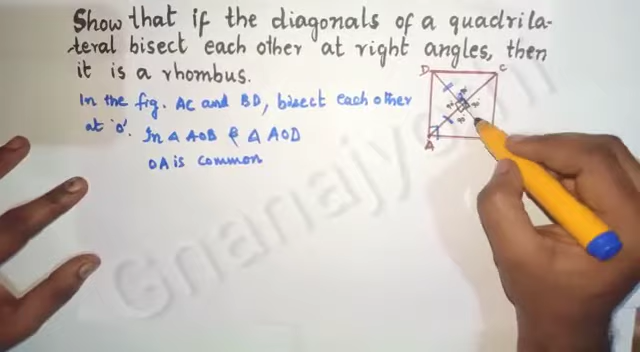 Show that if the diagonals of a quadrila-
teral bisect each other at right angles, then
it is a rhombus.
In the fig. AC and BD, bisect each other
at 'O'. In △ AOB & △ AOD
OA is common
D
C
A
Gnanajyothi